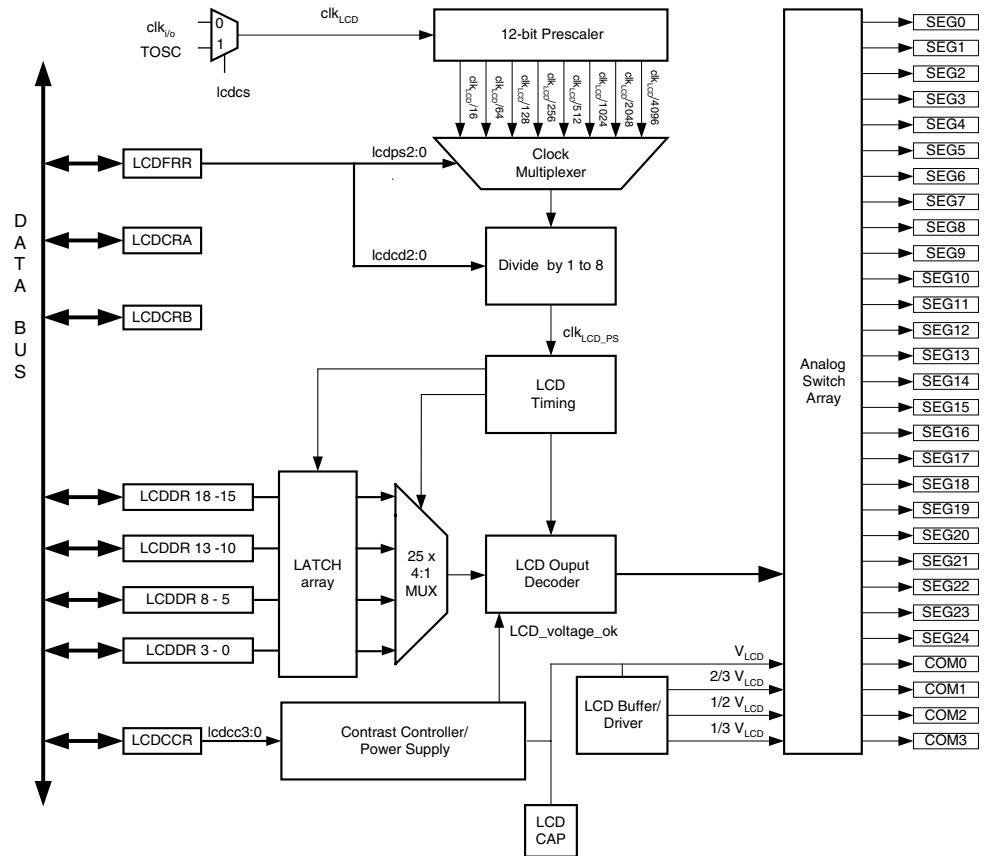 clk_i/o
0
TOSC
1
lcdcs
clk_LCD
12-bit Prescaler
clk_LCD/16
clk_LCD/64
clk_LCD/128
clk_LCD/256
clk_LCD/512
clk_LCD/1024
clk_LCD/2048
clk_LCD/4096
Clock
Multiplexer
lcdps2:0
LCDFRR
LCDCRA
LCDCRB
DATA BUS
lcdcd2:0
Divide by 1 to 8
clk_LCD_PS
LCD
Timing
LCDDR 18 -15
LCDDR 13 -10
LCDDR 8 - 5
LCDDR 3 - 0
LATCH
array
25 x
4:1
MUX
LCD Ouput
Decoder
LCD_voltage_ok
LCDCCR
lcdcc3:0
Contrast Controller/
Power Supply
LCD
CAP
LCD Buffer/
Driver
V_LCD
2/3 V_LCD
1/2 V_LCD
1/3 V_LCD
Analog
Switch
Array
SEG0
SEG1
SEG2
SEG3
SEG4
SEG5
SEG6
SEG7
SEG8
SEG9
SEG10
SEG11
SEG12
SEG13
SEG14
SEG15
SEG16
SEG17
SEG18
SEG19
SEG20
SEG21
SEG22
SEG23
SEG24
COM0
COM1
COM2
COM3